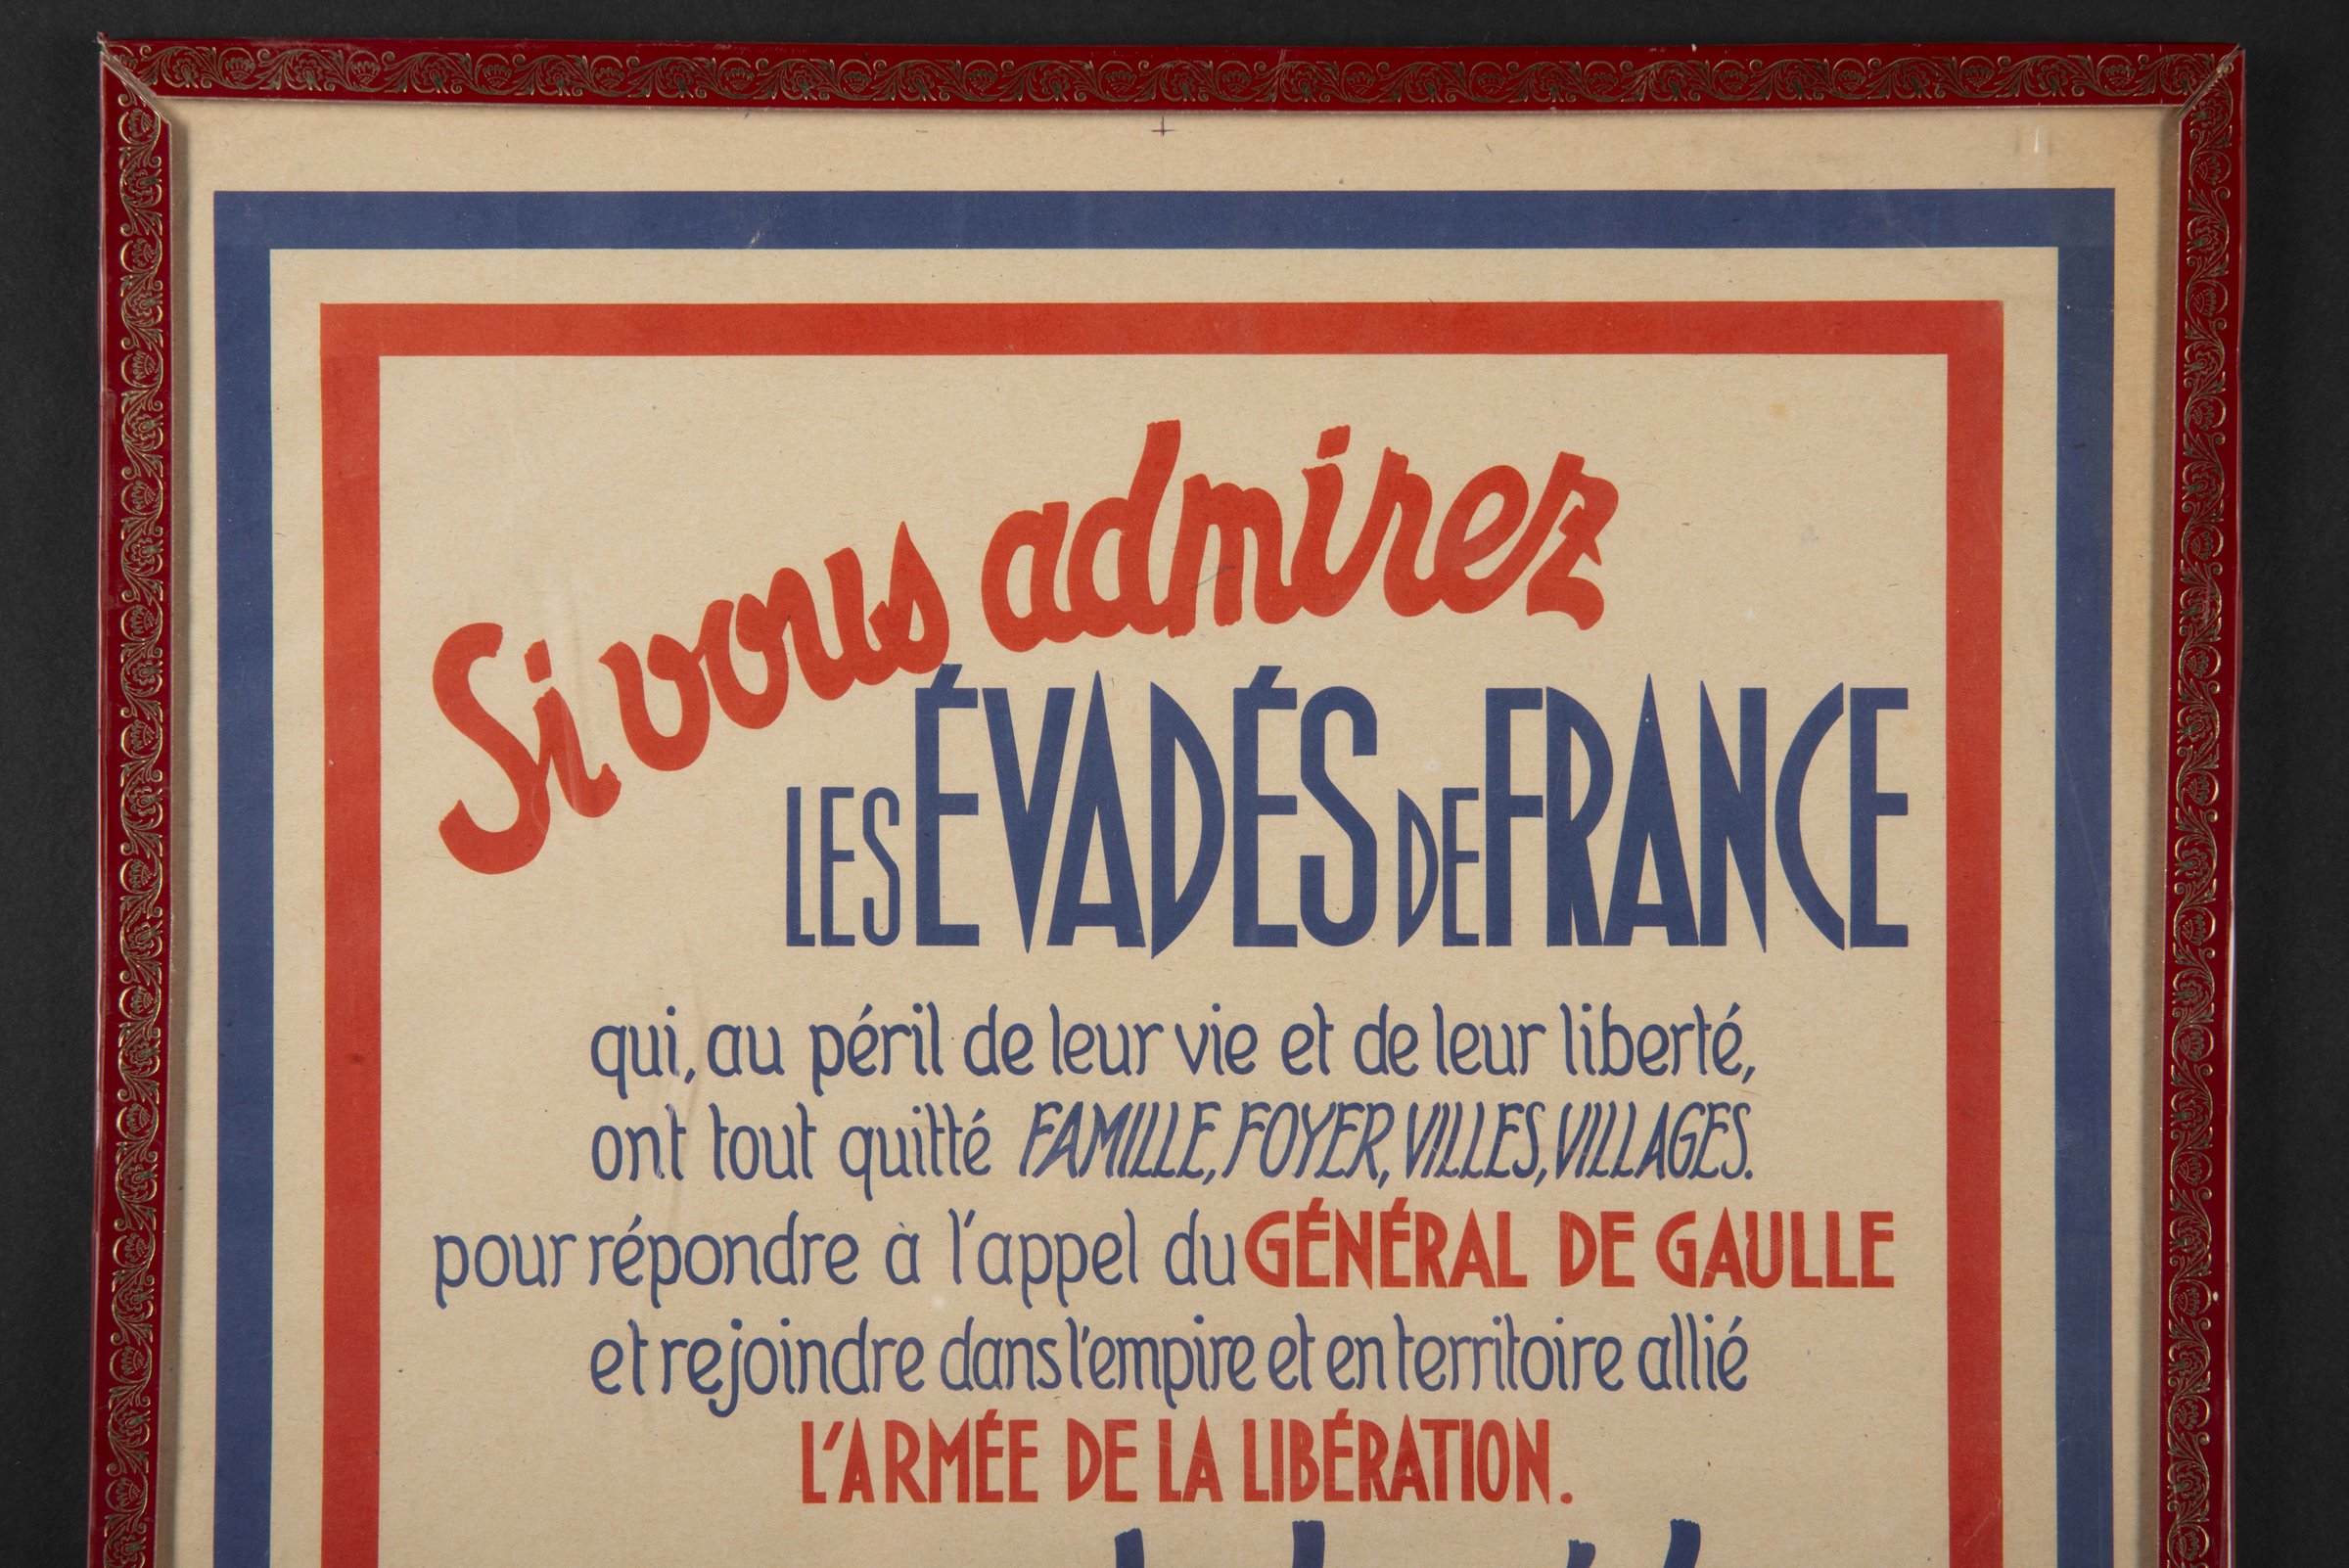 Si vous admirez
LES ÉVADÉS DE FRANCE
qui, au péril de leur vie et de leur liberté,
ont tout quitté FAMILLE, FOYER, VILLES, VILLAGES.
pour répondre à l'appel du GÉNÉRAL DE GAULLE
et rejoindre dans l'empire et en territoire allié
L'ARMÉE DE LA LIBÉRATION.